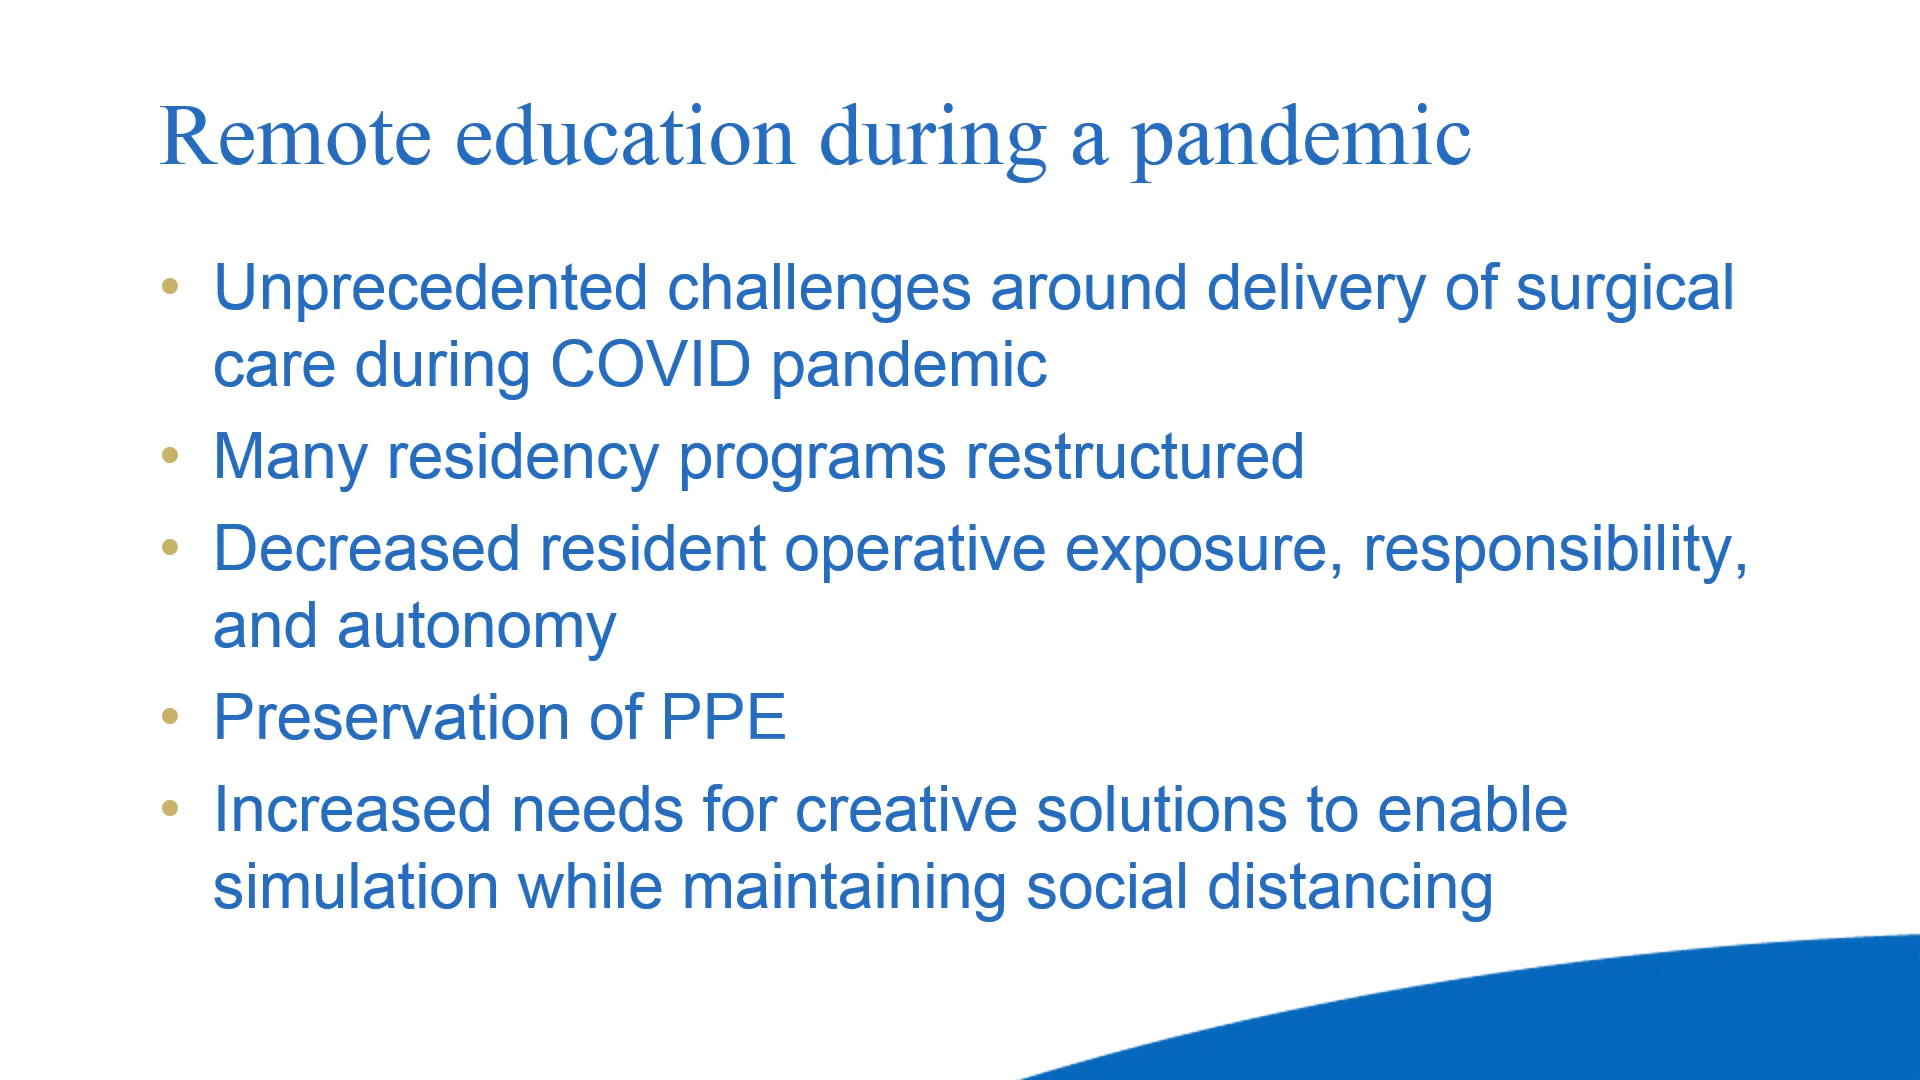 Remote education during a pandemic
• Unprecedented challenges around delivery of surgical
care during COVID pandemic
• Many residency programs restructured
• Decreased resident operative exposure, responsibility,
and autonomy
• Preservation of PPE
• Increased needs for creative solutions to enable
simulation while maintaining social distancing